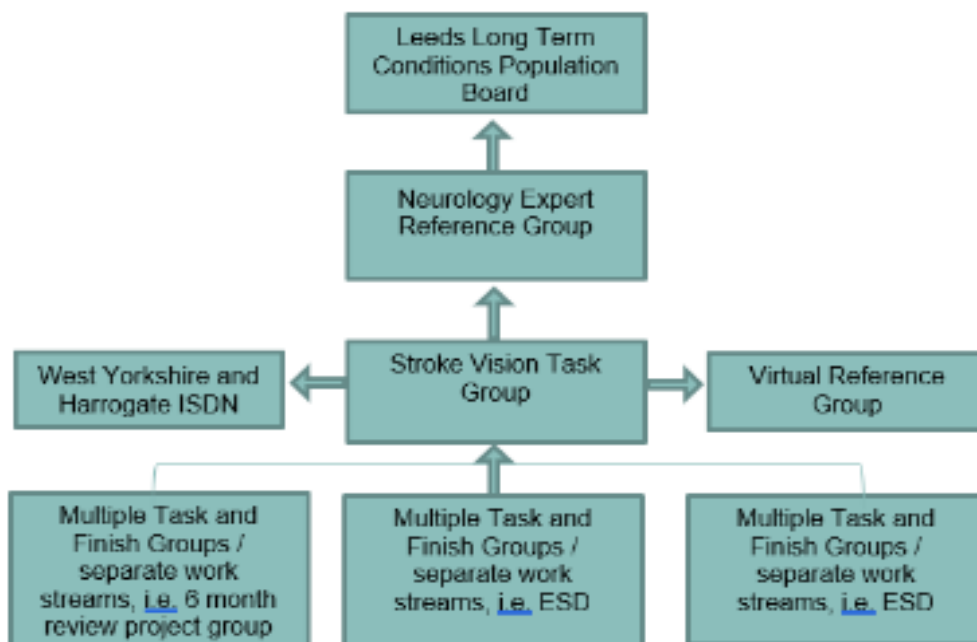 Leeds Long Term
Conditions Population
Board
Neurology Expert
Reference Group
Stroke Vision Task
Group
West Yorkshire and
Harrogate ISDN
Virtual Reference
Group
Multiple Task and
Finish Groups /
separate work
streams, i.e. 6 month
review project group
Multiple Task and
Finish Groups /
separate work
streams, i.e. ESD
Multiple Task and
Finish Groups /
separate work
streams, i.e. ESD